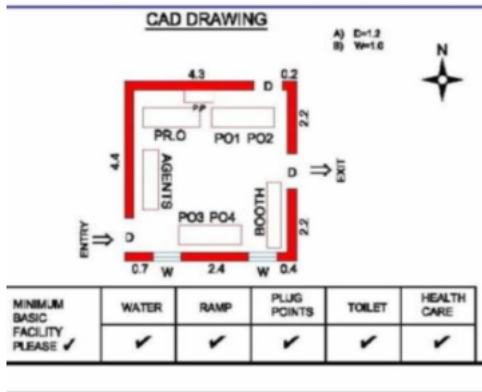 CAD DRAWING
A) D=1.2
B) W=1.0
N
4.3
0.2
D
P.P
2.2
PR.O
PO1 PO2
4.4
AGENTS
D
EXIT
BOOTH
PO3 PO4
2.2
ENTRY
D
0.7
W
2.4
W
0.4
MINIMUM BASIC FACILITY PLEASE ✓
WATER
RAMP
PLUG POINTS
TOILET
HEALTH CARE
✓ ✓ ✓ ✓ ✓